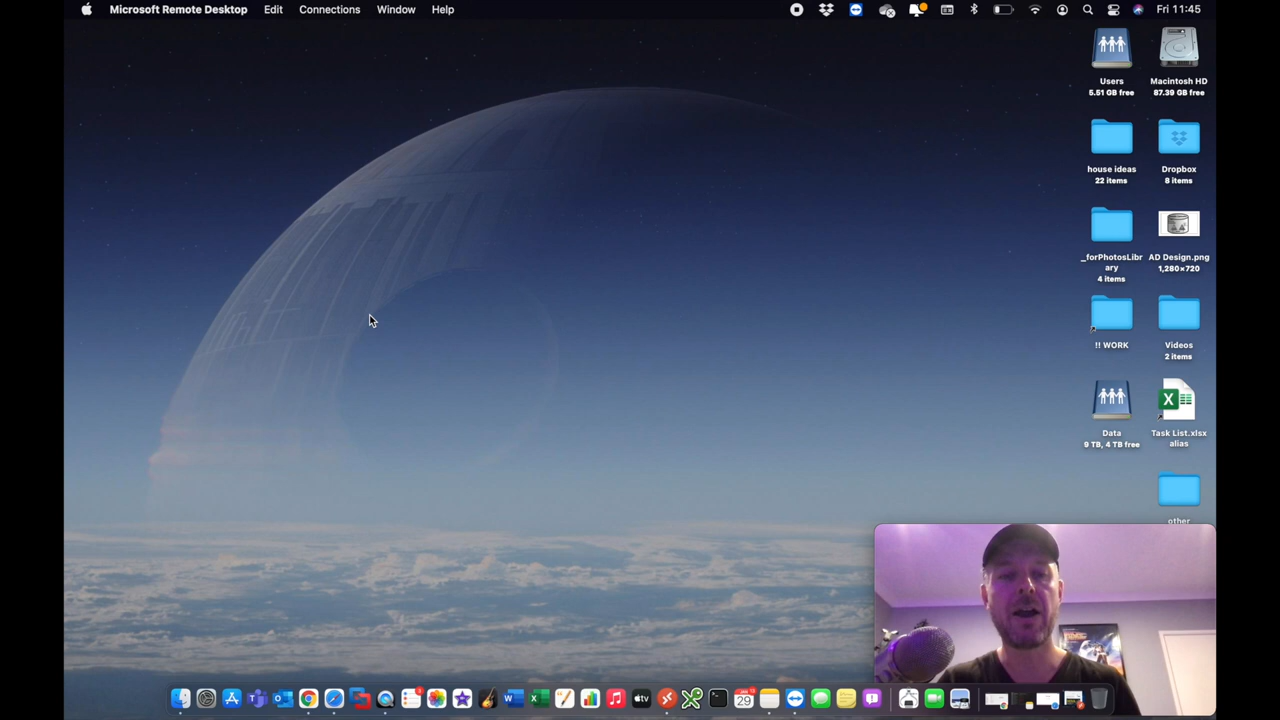 Microsoft Remote Desktop Edit Connections Window Help Fri 11:45
Users
5.51 GB free
Macintosh HD
87.39 GB free
house ideas
22 items
Dropbox
8 items
_forPhotosLibr
ary
4 items
AD Design.png
1,280×720
!! WORK
Videos
2 items
Data
9 TB, 4 TB free
Task List.xlsx
alias
other